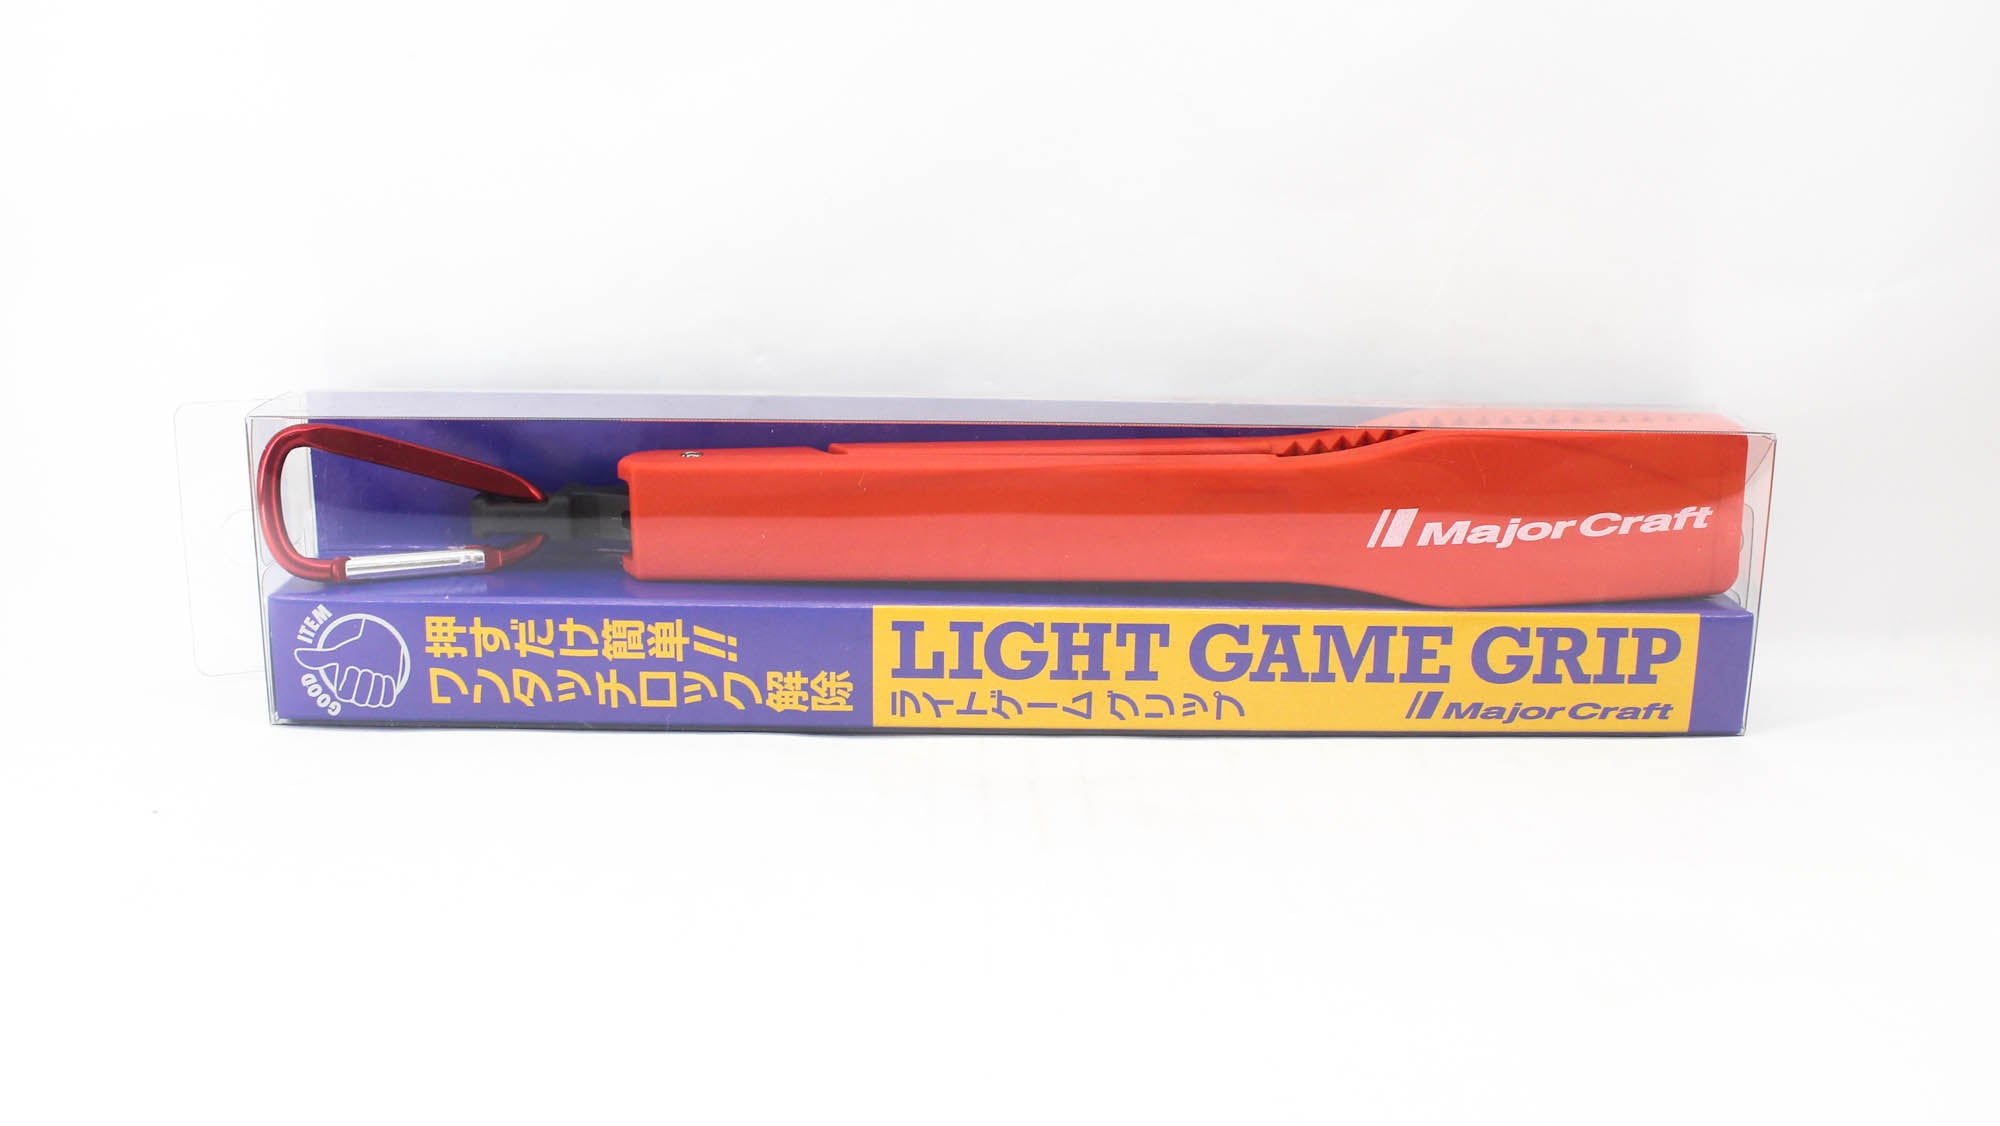 Major Craft
GOOD ITEM
押すだけ簡単!!
ワンタッチロック解除
LIGHT GAME GRIP
ライトゲームグリップ
Major Craft